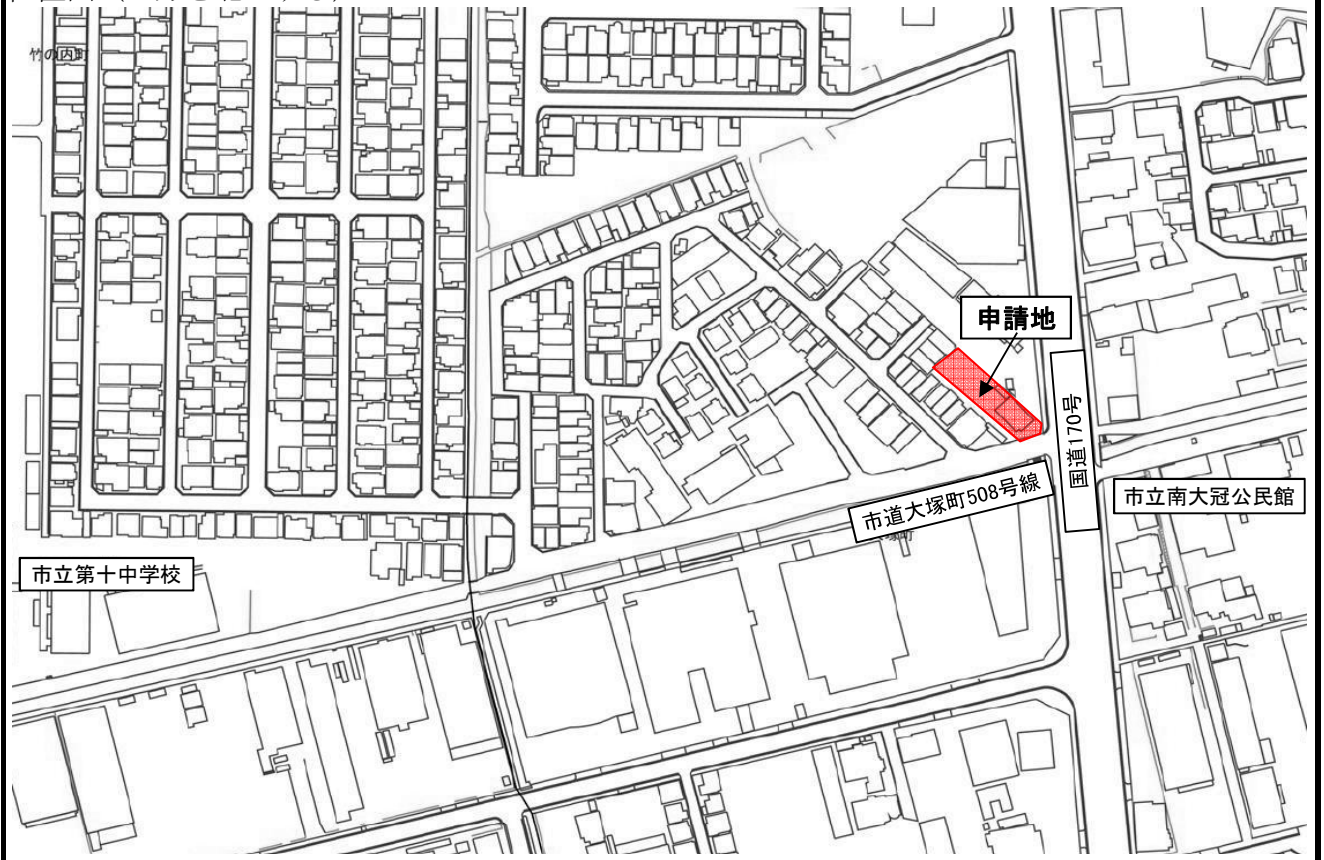 竹の内町
申請地
国道170号
市道大塚町508号線
市立南大冠公民館
市立第十中学校